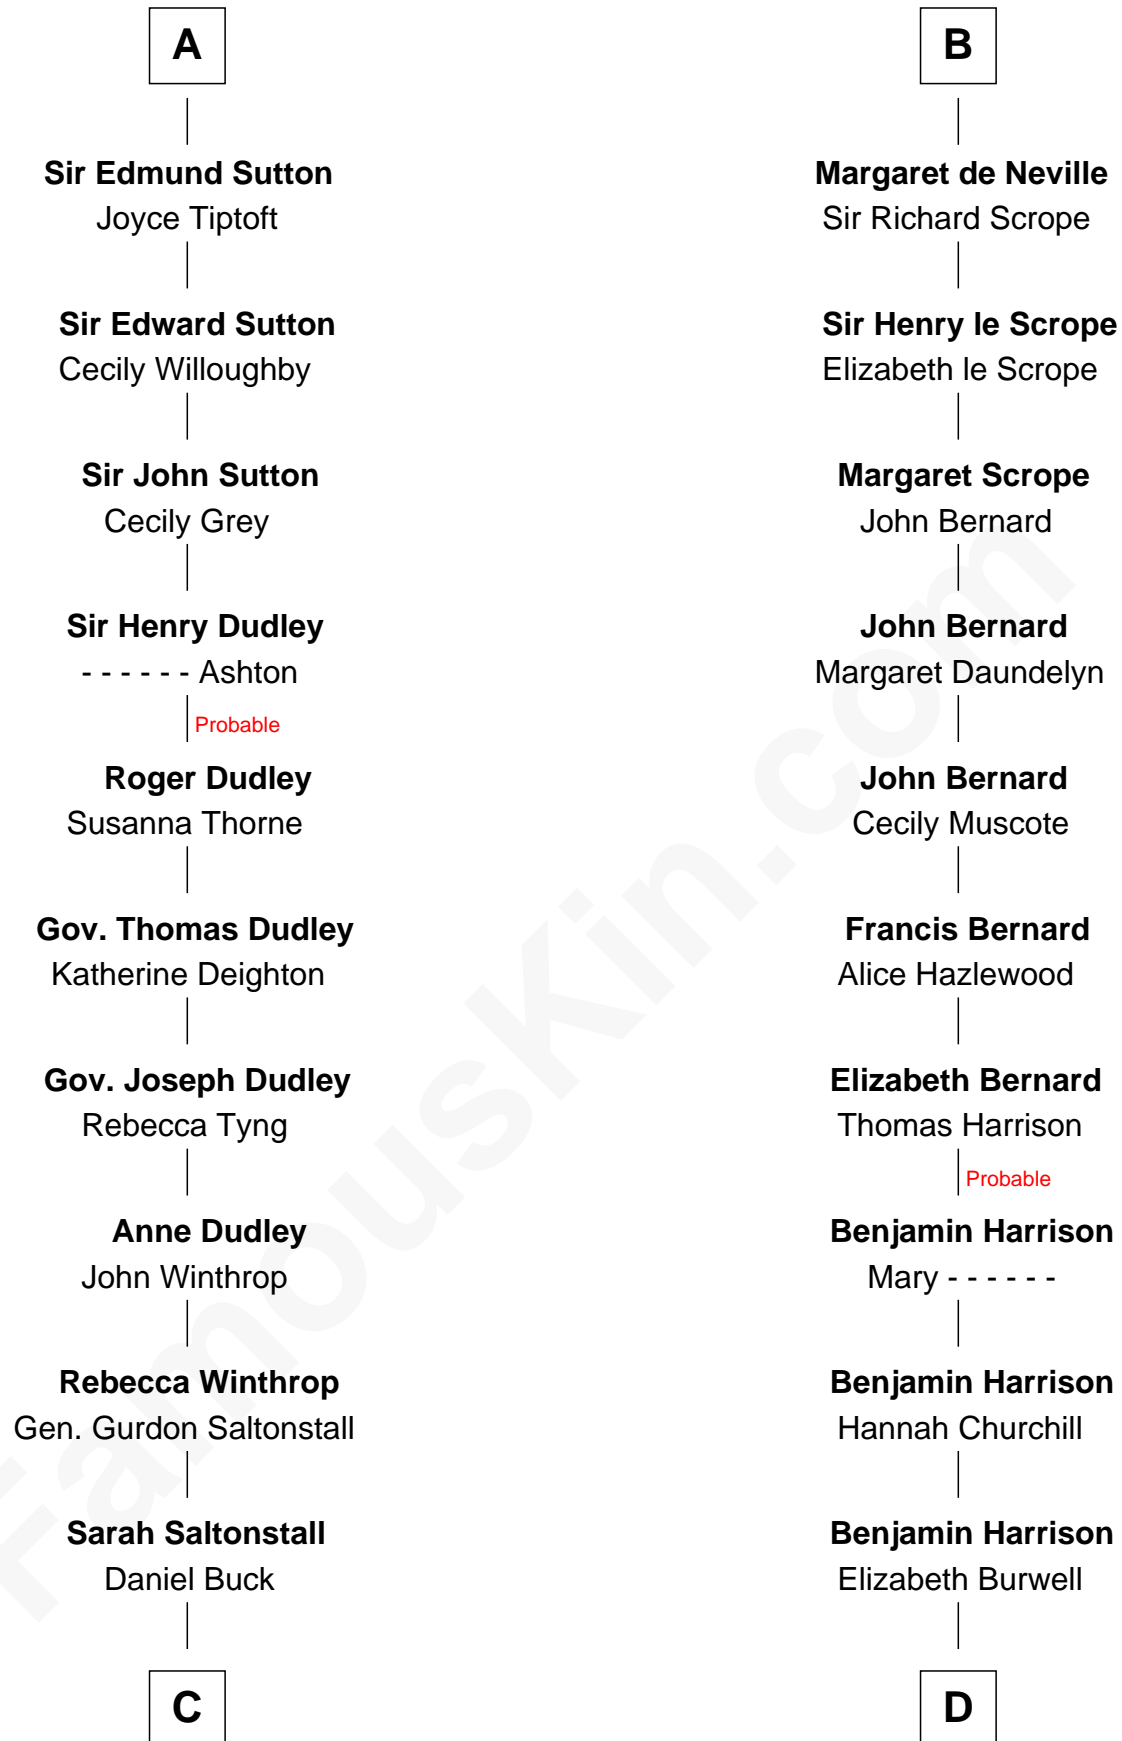 A
Sir Edmund Sutton
Joyce Tiptoft
Sir Edward Sutton
Cecily Willoughby
Sir John Sutton
Cecily Grey
Sir Henry Dudley
- - - - - - Ashton
Probable
Roger Dudley
Susanna Thorne
Gov. Thomas Dudley
Katherine Deighton
Gov. Joseph Dudley
Rebecca Tyng
Anne Dudley
John Winthrop
Rebecca Winthrop
Gen. Gurdon Saltonstall
Sarah Saltonstall
Daniel Buck
C
B
Margaret de Neville
Sir Richard Scrope
Sir Henry le Scrope
Elizabeth le Scrope
Margaret Scrope
John Bernard
John Bernard
Margaret Daundelyn
John Bernard
Cecily Muscote
Francis Bernard
Alice Hazlewood
Elizabeth Bernard
Thomas Harrison
Probable
Benjamin Harrison
Mary - - - - - -
Benjamin Harrison
Hannah Churchill
Benjamin Harrison
Elizabeth Burwell
D
FamousKin.com